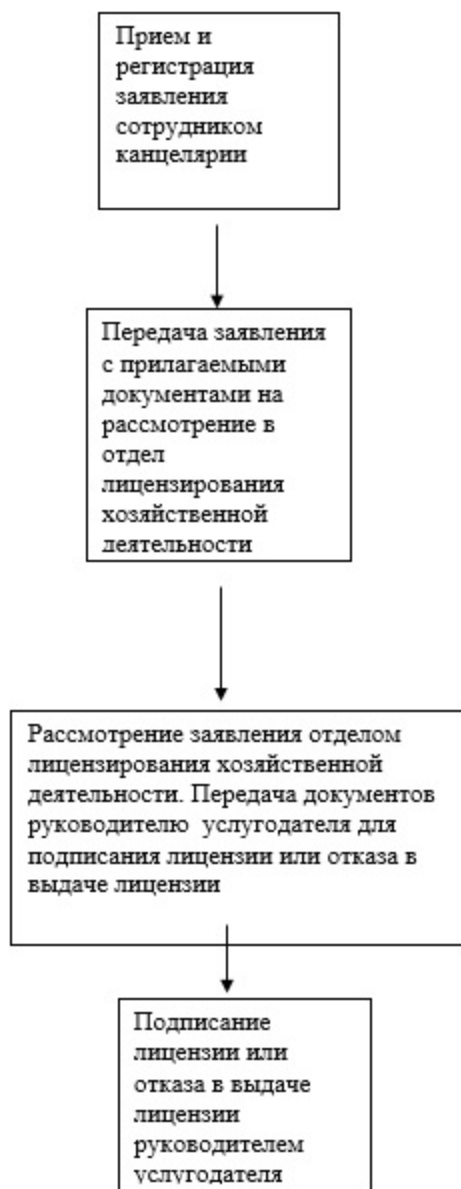 Прием и
регистрация
заявления
сотрудником
канцелярии
Передача заявления
с прилагаемыми
документами на
рассмотрение в
отдел
лицензирования
хозяйственной
деятельности
Рассмотрение заявления отделом
лицензирования хозяйственной
деятельности. Передача документов
руководителю услугодателя для
подписания лицензии или отказа в
выдаче лицензии
Подписание
лицензии или
отказа в выдаче
лицензии
руководителем
услугодателя